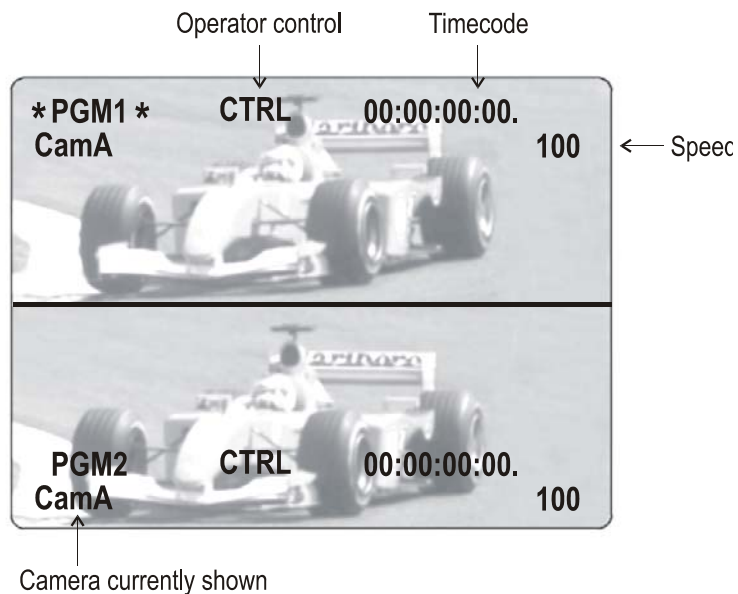 Operator control
Timecode
* PGM1 * CTRL 00:00:00:00.
CamA 100
Speed
PGM2 CTRL 00:00:00:00.
CamA 100
Camera currently shown